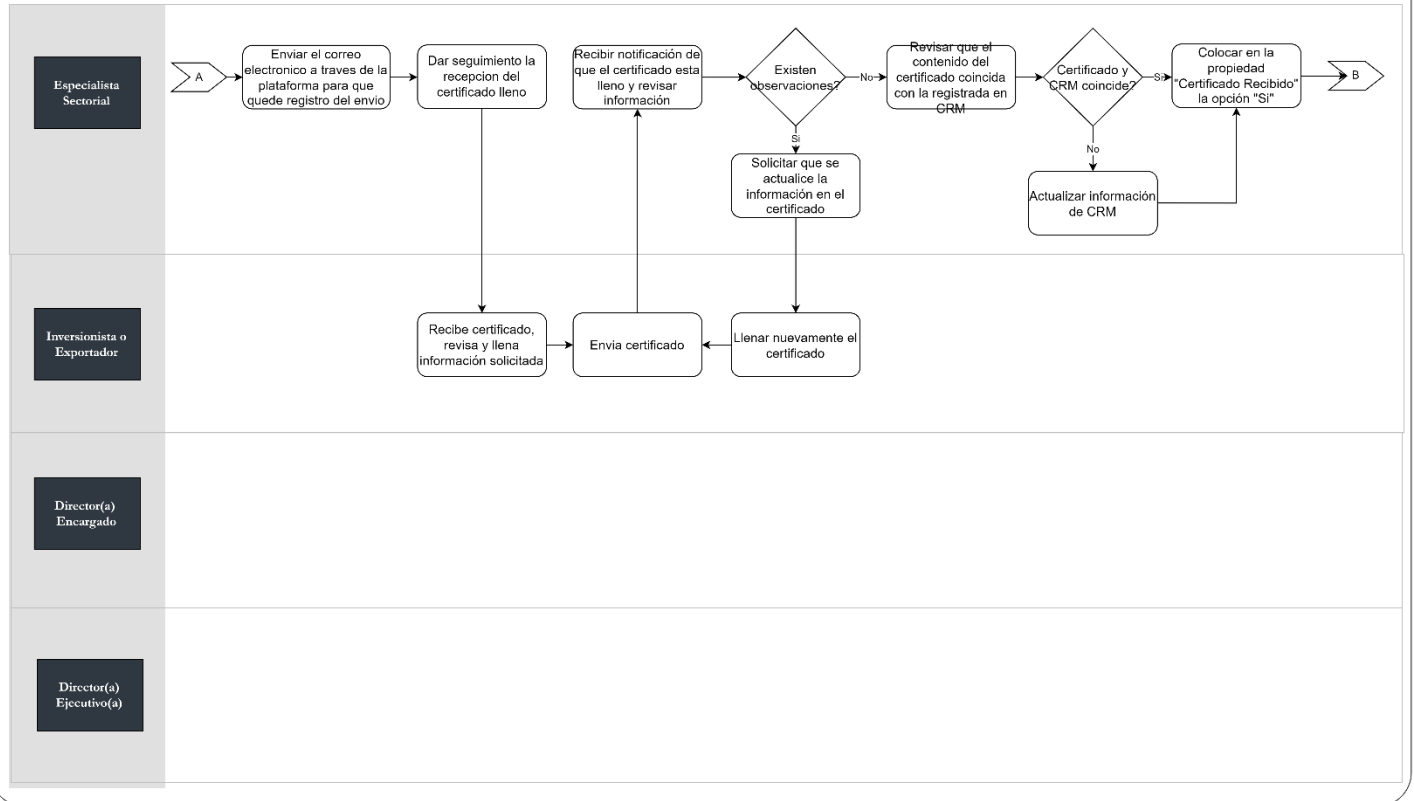 Especialista
Sectorial
A
Enviar el correo
electronico a traves de la
plataforma para que
quede registro del envio
Dar seguimiento la
recepcion del
certificado lleno
Recibir notificación de
que el certificado esta
lleno y revisar
información
Existen
observaciones?
No
Si
Revisar que el
contenido del
certificado coincida
con la registrada en
CRM
Certificado y
CRM coincide?
Si
No
Colocar en la
propiedad
"Certificado Recibido"
la opción "Si"
B
Solicitar que se
actualice la
información en el
certificado
Actualizar información
de CRM
Inversionista o
Exportador
Recibe certificado,
revisa y llena
información solicitada
Envia certificado
Llenar nuevamente el
certificado
Director(a)
Encargado
Director(a)
Ejecutivo(a)